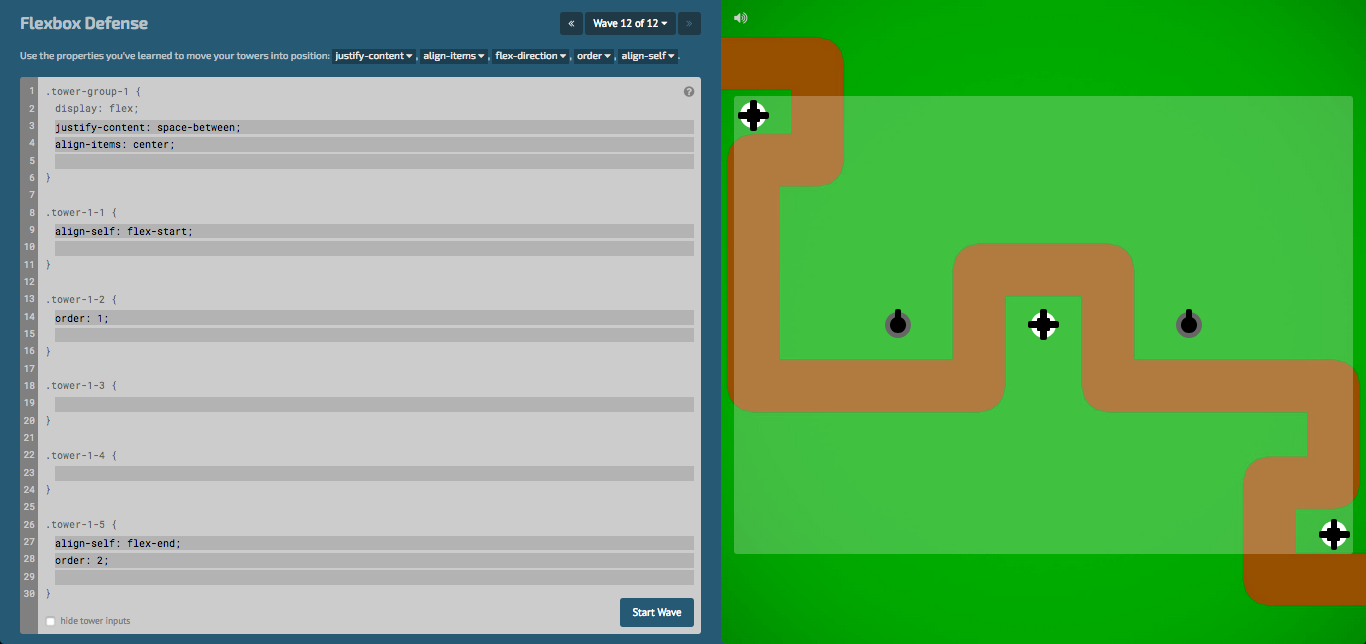 Flexbox Defense
« Wave 12 of 12 »
Use the properties you've learned to move your towers into position: justify-content , align-items , flex-direction , order , align-self .
1 .tower-group-1 {
2 display: flex;
3 justify-content: space-between;
4 align-items: center;
5
6 }
7
8 .tower-1-1 {
9 align-self: flex-start;
10
11 }
12
13 .tower-1-2 {
14 order: 1;
15
16 }
17
18 .tower-1-3 {
19
20 }
21
22 .tower-1-4 {
23
24 }
25
26 .tower-1-5 {
27 align-self: flex-end;
28 order: 2;
29
30 }
?
hide tower inputs
Start Wave